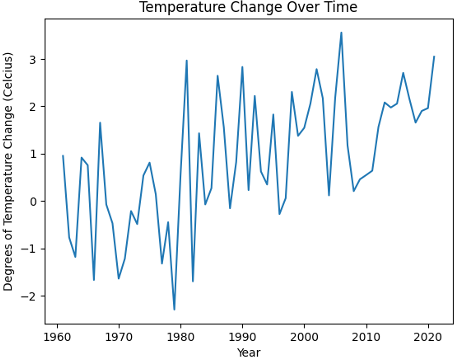 Temperature Change Over Time
Degrees of Temperature Change (Celcius)
3
2
1
0
−1
−2
1960 1970 1980 1990 2000 2010 2020
Year